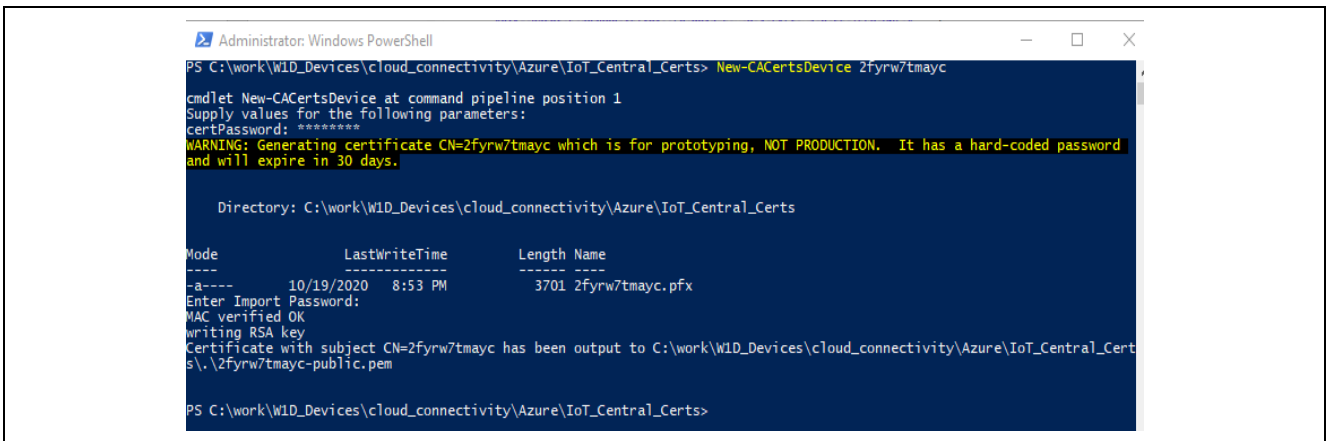 Administrator: Windows PowerShell
PS C:\work\W1D_Devices\cloud_connectivity\Azure\IoT_Central_Certs> New-CACertsDevice 2fyrw7tmayc
cmdlet New-CACertsDevice at command pipeline position 1
Supply values for the following parameters:
certPassword: ********
WARNING: Generating certificate CN=2fyrw7tmayc which is for prototyping, NOT PRODUCTION.  It has a hard-coded password
and will expire in 30 days.
Directory: C:\work\W1D_Devices\cloud_connectivity\Azure\IoT_Central_Certs
Mode                LastWriteTime         Length Name
----                -------------         ------ ----
-a----       10/19/2020   8:53 PM           3701 2fyrw7tmayc.pfx
Enter Import Password:
MAC verified OK
writing RSA key
Certificate with subject CN=2fyrw7tmayc has been output to C:\work\W1D_Devices\cloud_connectivity\Azure\IoT_Central_Cert
s\.\2fyrw7tmayc-public.pem
PS C:\work\W1D_Devices\cloud_connectivity\Azure\IoT_Central_Certs>